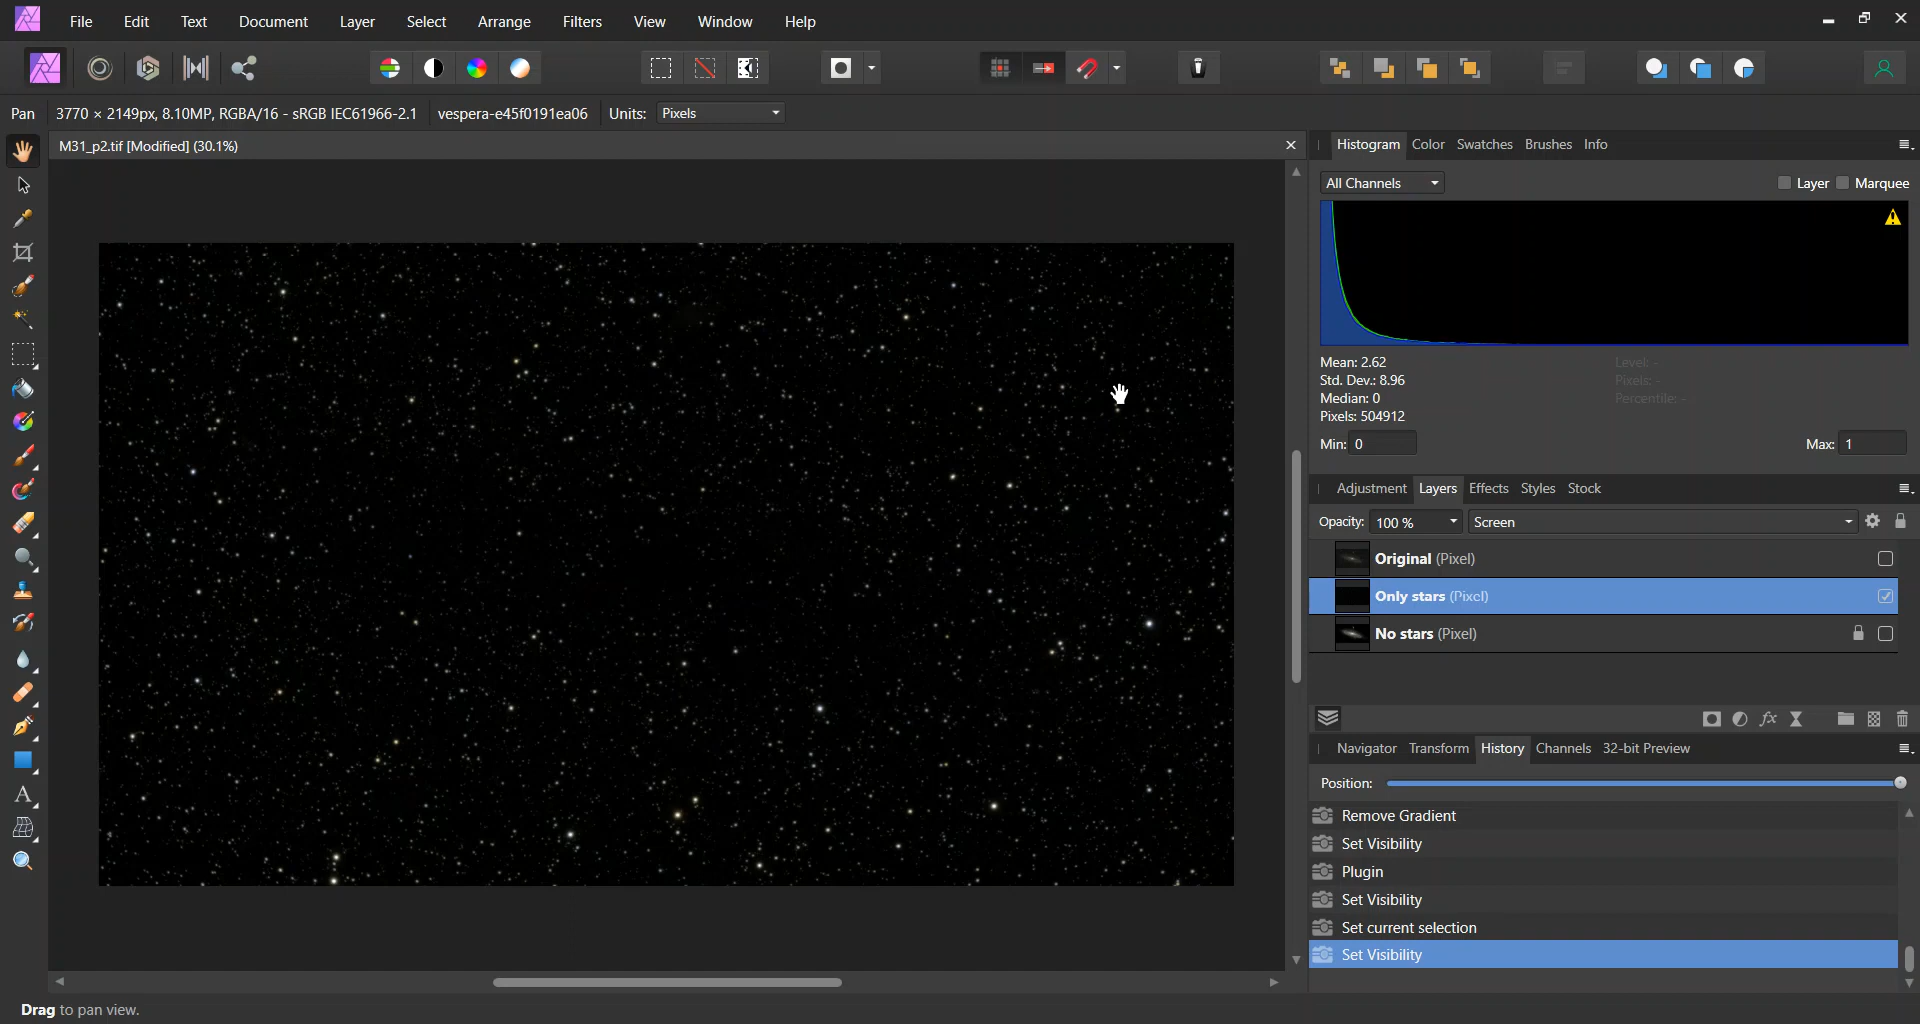 File Edit Text Document Layer Select Arrange Filters View Window Help
Pan 3770 × 2149px, 8.10MP, RGBA/16 - sRGB IEC61966-2.1 vespera-e45f0191ea06 Units: Pixels
M31_p2.tif [Modified] (30.1%)
Histogram Color Swatches Brushes Info
All Channels Layer Marquee
Mean: 2.62 Level: -
Std. Dev.: 8.96 Pixels: -
Median: 0 Percentile: -
Pixels: 504912
Min: 0 Max: 1
Adjustment Layers Effects Styles Stock
Opacity: 100 % Screen
Original (Pixel)
Only stars (Pixel)
No stars (Pixel)
Navigator Transform History Channels 32-bit Preview
Position:
Remove Gradient
Set Visibility
Plugin
Set Visibility
Set current selection
Set Visibility
Drag to pan view.